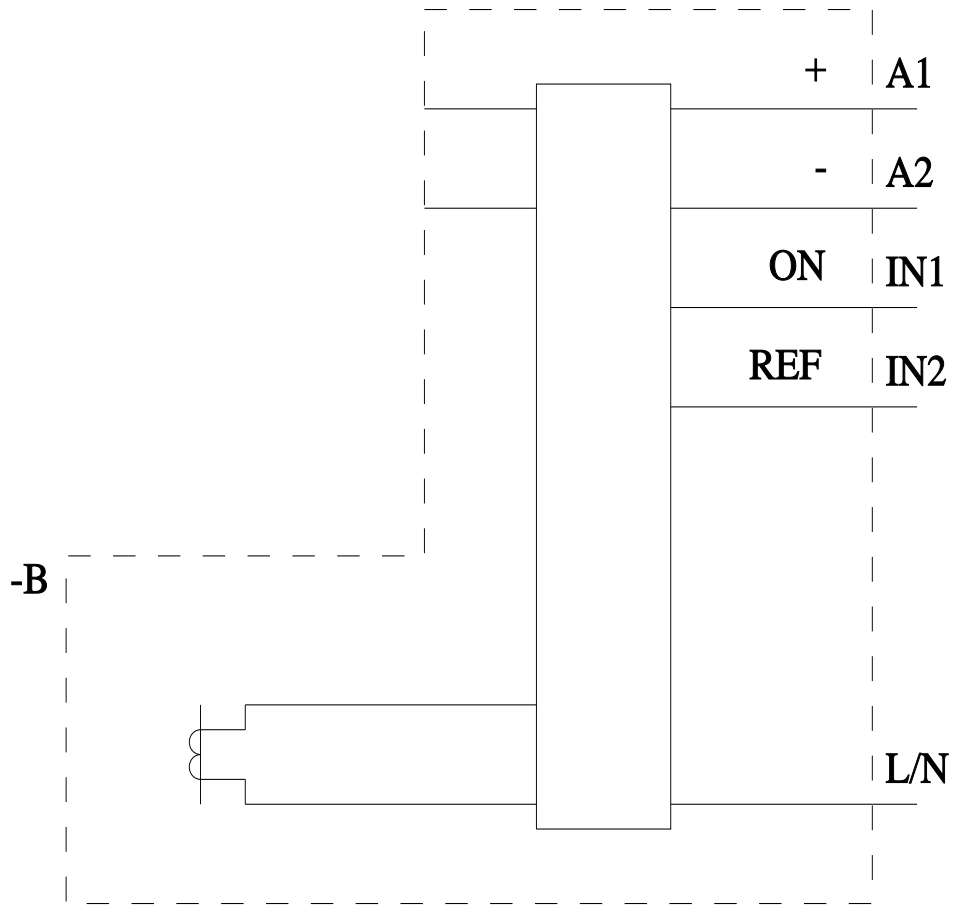 + A1
- A2
ON IN1
REF IN2
-B
L/N